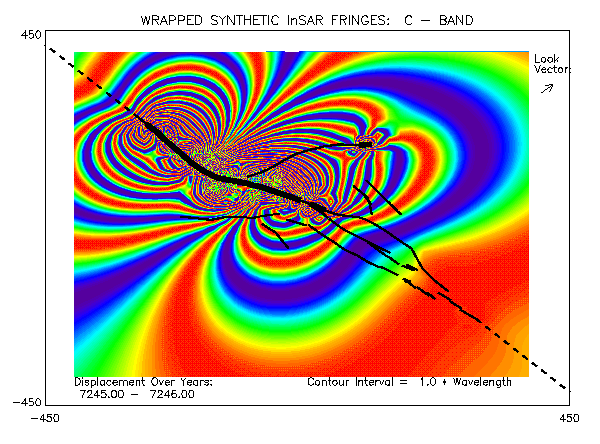 WRAPPED SYNTHETIC InSAR FRINGES: C – BAND
450
Look
Vector:
Displacement Over Years:
7245.00 – 7246.00
Contour Interval = 1.0 * Wavelength
-450
-450
450